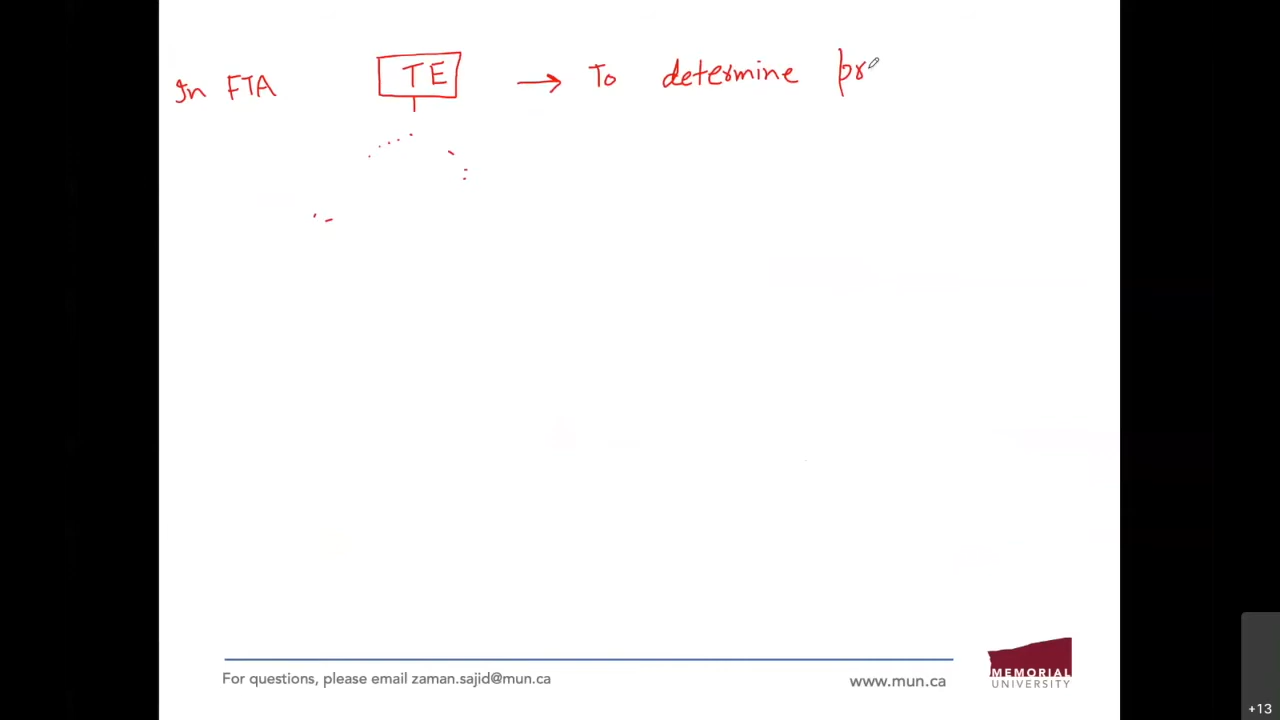 In FTA TE → To determine pr
For questions, please email zaman.sajid@mun.ca
www.mun.ca
MEMORIAL
UNIVERSITY
+13